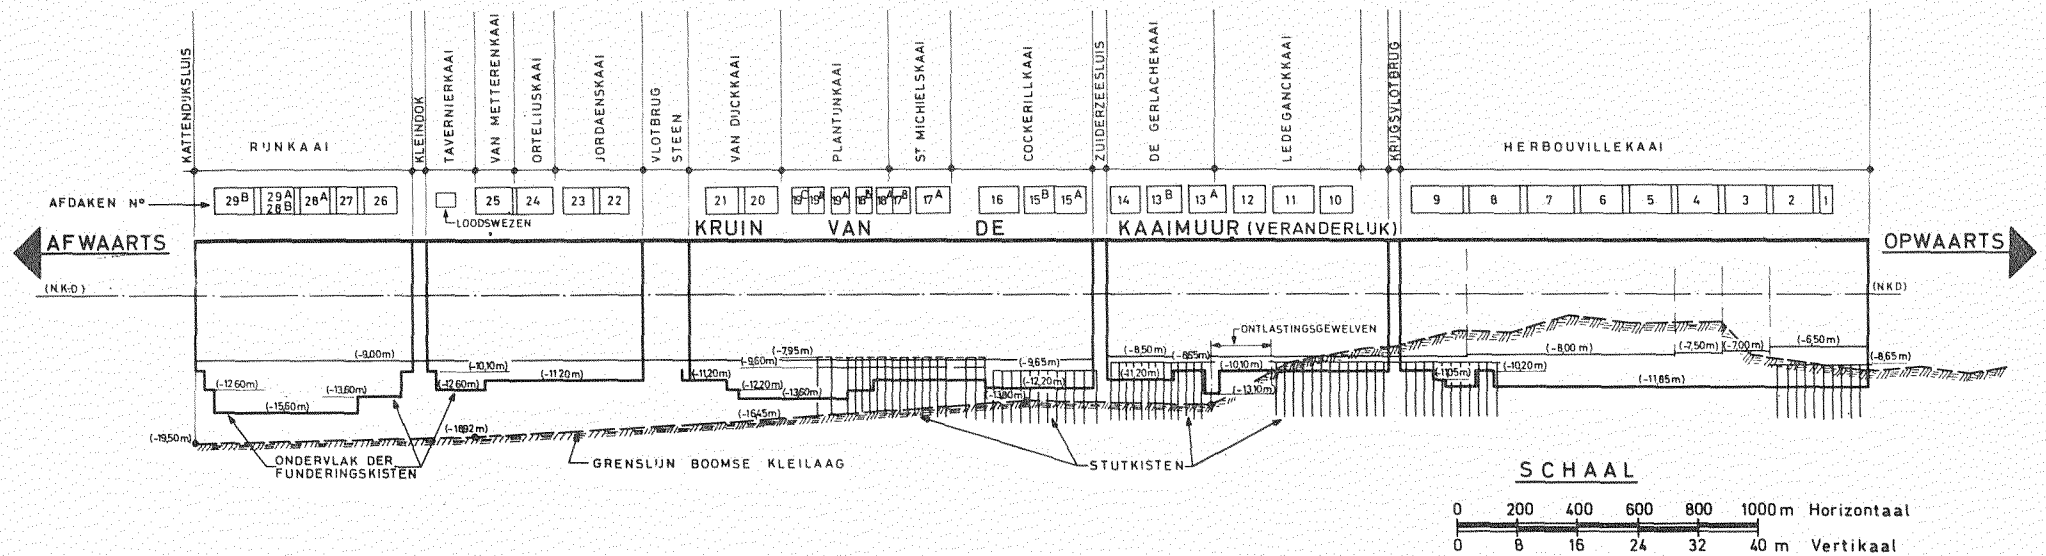 KATTENDIJKSLUIS
RIJNKAAI
KLEINDOK
TAVERNIERKAAI
VAN METTERENKAAI
ORTELIUSKAAI
JORDAENSKAAI
VLOTBRUG
STEEN
VAN DIJCKKAAI
PLANTIJNKAAI
ST MICHIELSKAAI
COCKERILLKAAI
ZUIDERZEESLUIS
DE GERLACHEKAAI
LEDEGANCKKAAI
KRIJGSVLOTBRUG
HERBOUVILLEKAAI
AFDAKEN Nº
29B 29A 28B 28A 27 26 25 24 23 22 21 20 19C 19A 18A 17B 17A 16 15B 15A 14 13B 13A 12 11 10 9 8 7 6 5 4 3 2 1
LOODSWEZEN
KRUIN VAN DE KAAIMUUR (VERANDERLIJK)
AFWAARTS
OPWAARTS
(N.K.D.)
(NKD)
ONTLASTINGSGEWELVEN
(-9,00m) (-10,10m) (-9,60m) (-7,95m) (-9,65m) (-8,50m) (-8,65m) (-10,10m) (-8,00m) (-7,50m) (-7,00m) (-6,50m) (-8,65m)
(-12,60m) (-13,60m) (-12,60m) (-11,20m) (-11,20m) (-12,20m) (-13,60m) (-12,20m) (-13,80m) (-11,20m) (-13,10m) (-11,05m) (-10,20m) (-11,65m)
(-15,60m)
(-16,45m)
(-19,50m)
(-18,92m)
ONDERVLAK DER
FUNDERINGSKISTEN
GRENSLIJN BOOMSE KLEILAAG
STUTKISTEN
SCHAAL
0 200 400 600 800 1000 m Horizontaal
0 8 16 24 32 40 m Vertikaal